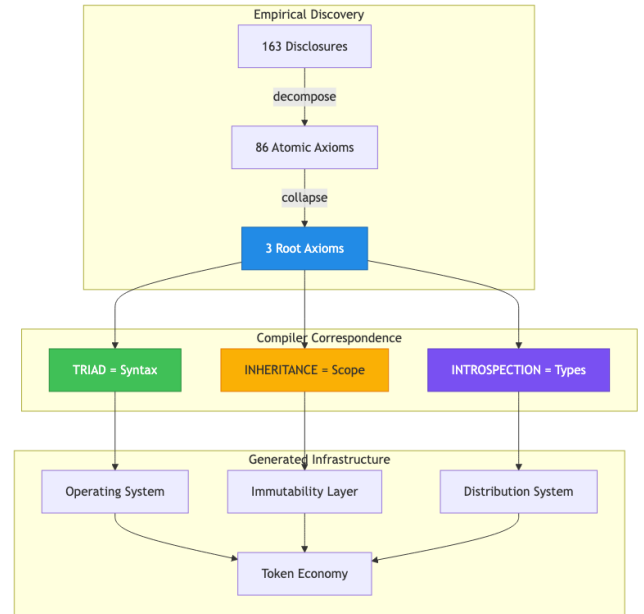 Empirical Discovery
163 Disclosures
decompose
86 Atomic Axioms
collapse
3 Root Axioms
Compiler Correspondence
TRIAD = Syntax
INHERITANCE = Scope
INTROSPECTION = Types
Generated Infrastructure
Operating System
Immutability Layer
Distribution System
Token Economy